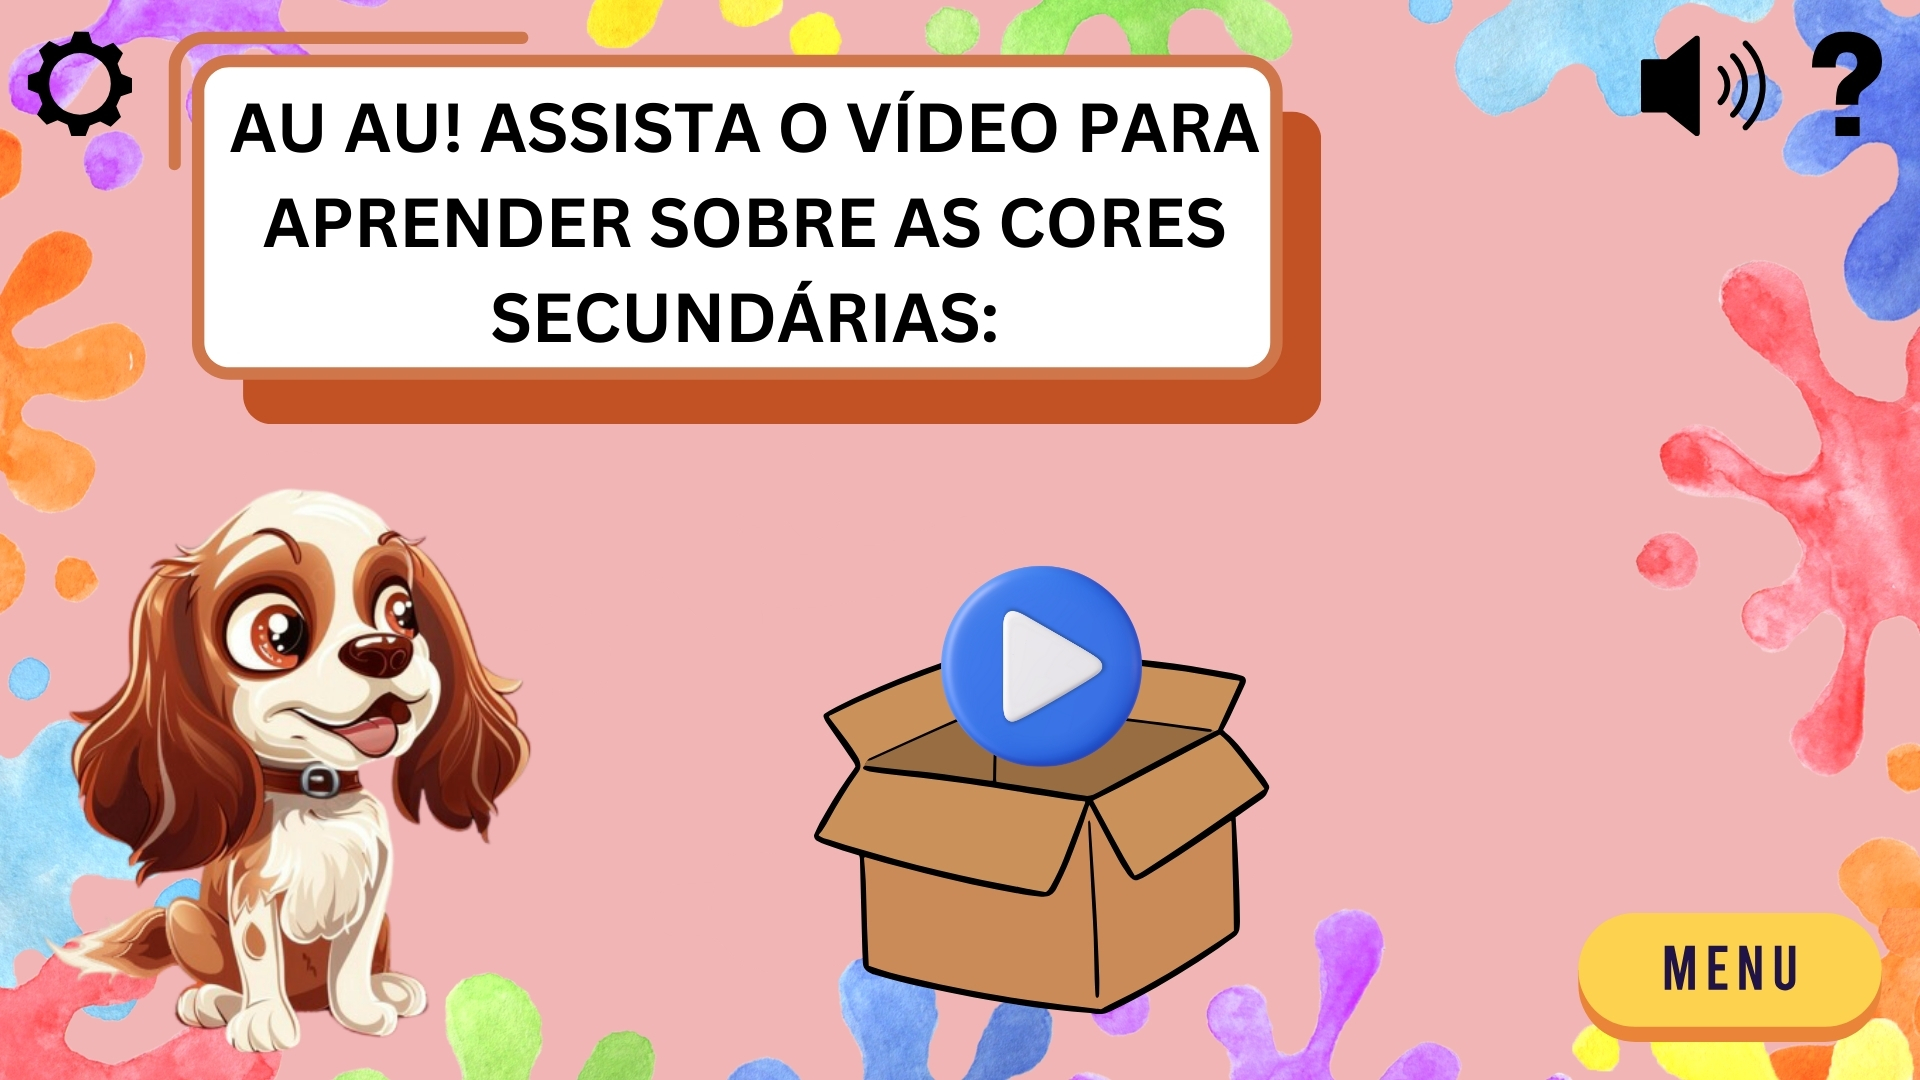 AU AU! ASSISTA O VÍDEO PARA
APRENDER SOBRE AS CORES
SECUNDÁRIAS:
?
MENU